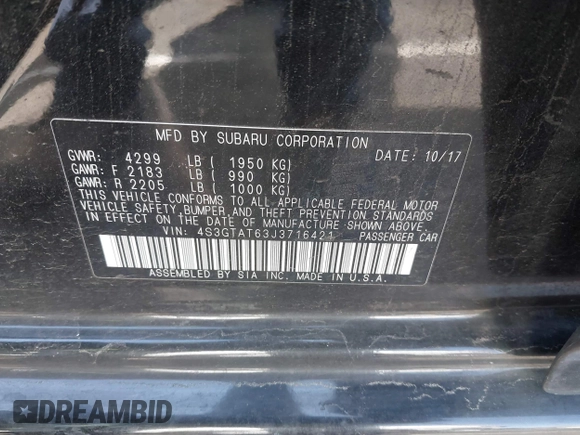 MFD BY SUBARU CORPORATION
GVWR: 4299 LB ( 1950 KG) DATE: 10/17
GAWR: F 2183 LB ( 990 KG)
GAWR: R 2205 LB ( 1000 KG)
THIS VEHICLE CONFORMS TO ALL APPLICABLE FEDERAL MOTOR
VEHICLE SAFETY, BUMPER, AND THEFT PREVENTION STANDARDS
IN EFFECT ON THE DATE OF MANUFACTURE SHOWN ABOVE.
VIN: 4S3GTAT63J3716421 PASSENGER CAR
ASSEMBLED BY SIA INC. MADE IN U.S.A.
DREAMBID